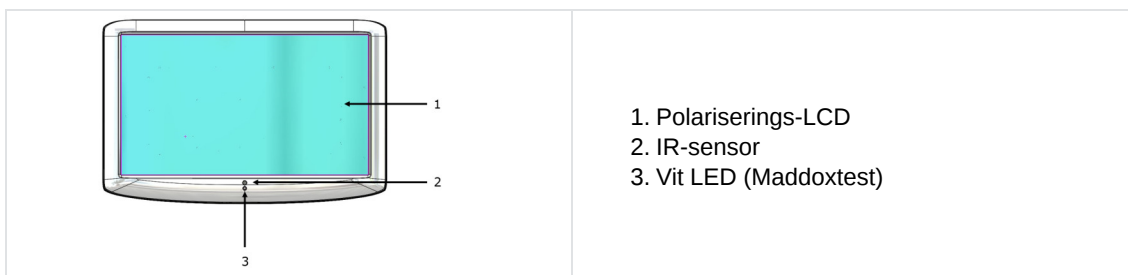 1
2
3
1. Polariserings-LCD
2. IR-sensor
3. Vit LED (Maddoxtest)